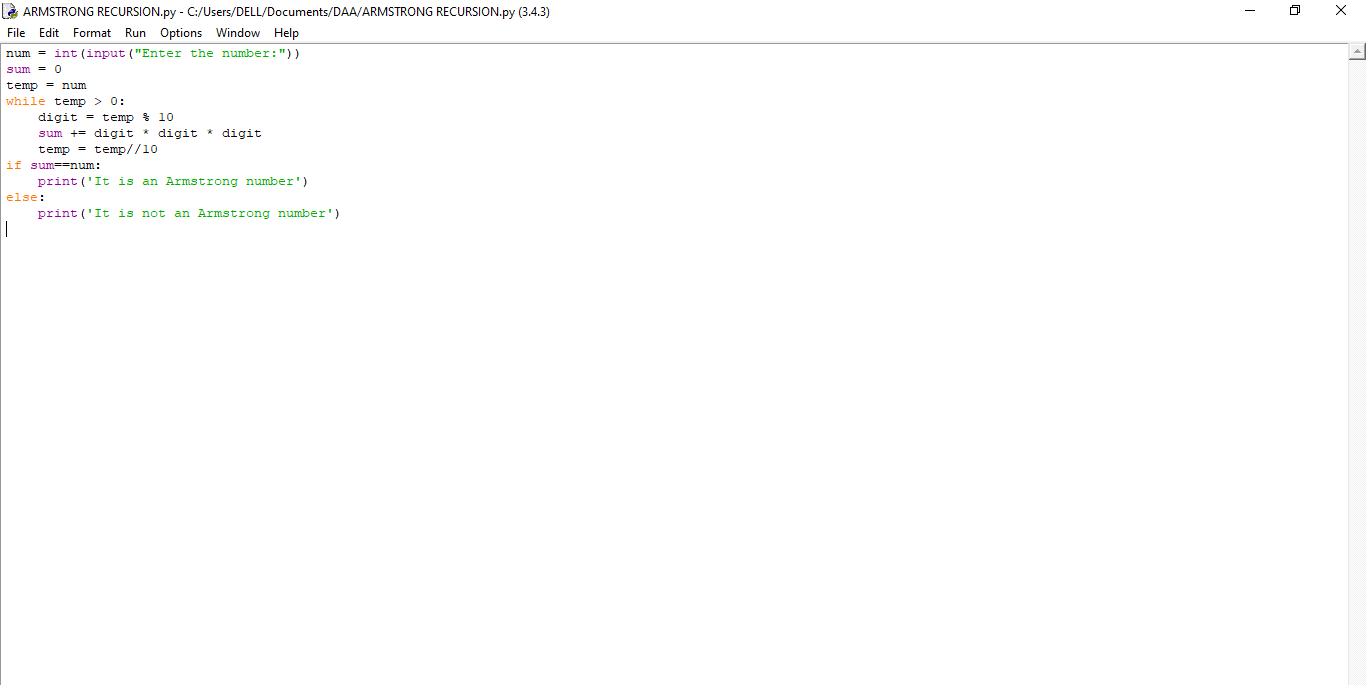 ARMSTRONG RECURSION.py - C:/Users/DELL/Documents/DAA/ARMSTRONG RECURSION.py (3.4.3)
File Edit Format Run Options Window Help
num = int(input("Enter the number:"))
sum = 0
temp = num
while temp > 0:
    digit = temp % 10
    sum += digit * digit * digit
    temp = temp//10
if sum==num:
    print('It is an Armstrong number')
else:
    print('It is not an Armstrong number')